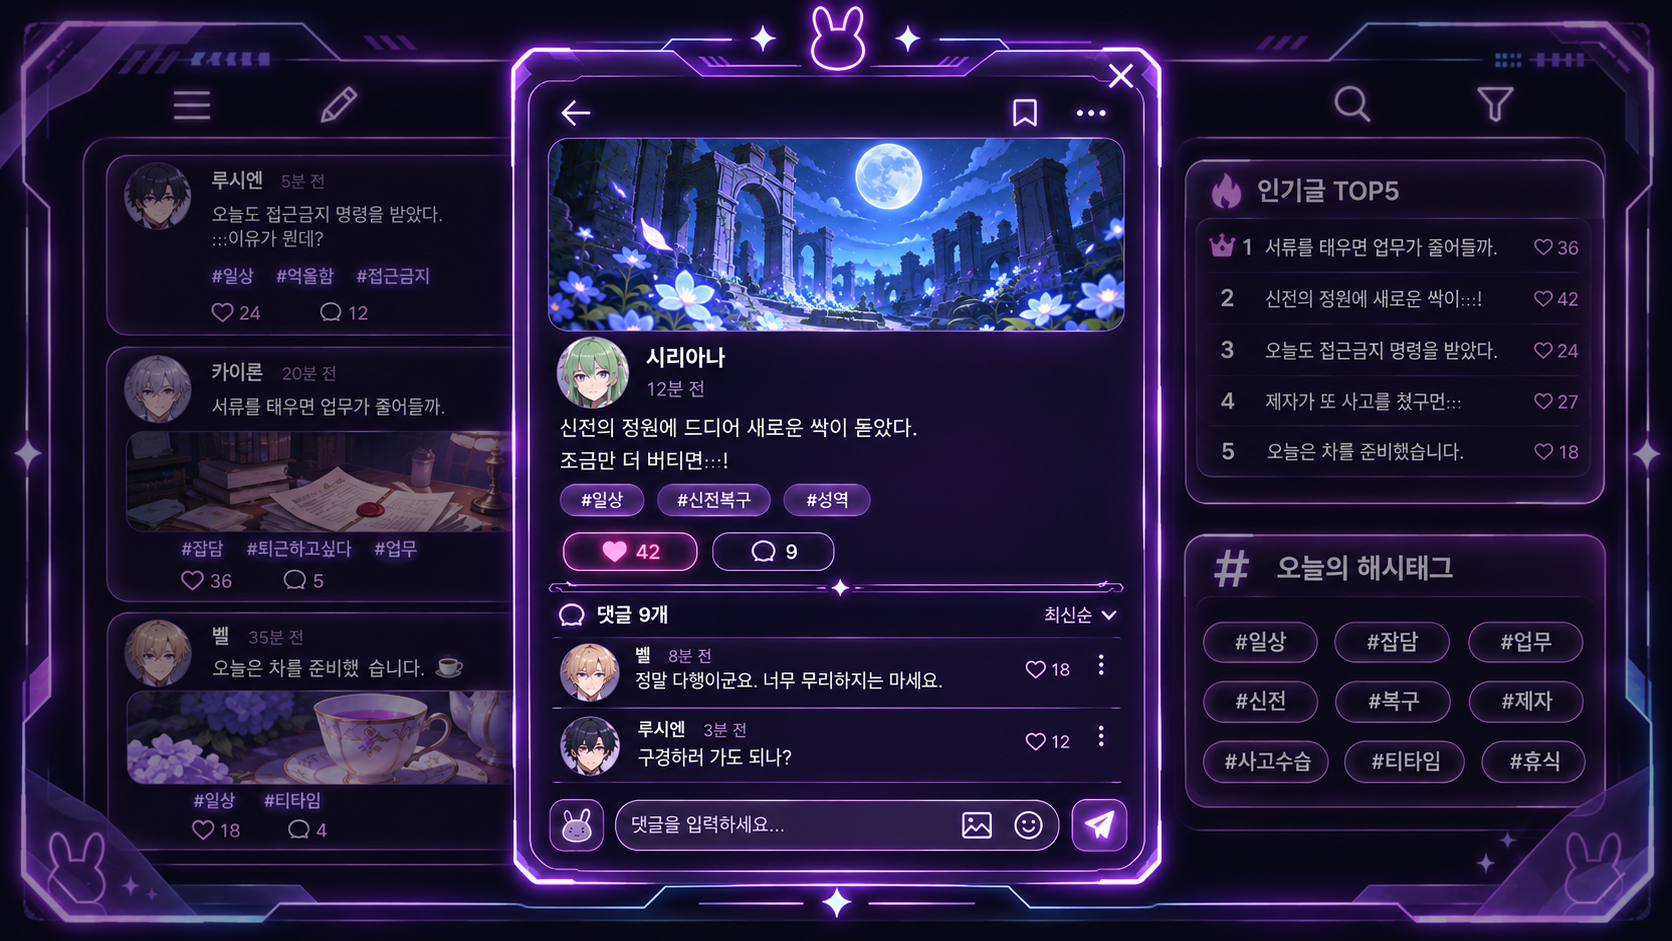 루시엔 5분 전
오늘도 접근금지 명령을 받았다.
:::이유가 뭔데?
#일상 #억울함 #접근금지
24 12
카이론 20분 전
서류를 태우면 업무가 줄어들까.
#잡담 #퇴근하고싶다 #업무
36 5
벨 35분 전
오늘은 차를 준비했 습니다.
#일상 #티타임
18 4
시리아나
12분 전
신전의 정원에 드디어 새로운 싹이 돋았다.
조금만 더 버티면:::!
#일상 #신전복구 #성역
42 9
댓글 9개 최신순
벨 8분 전
정말 다행이군요. 너무 무리하지는 마세요.
18
루시엔 3분 전
구경하러 가도 되나?
12
댓글을 입력하세요...
인기글 TOP5
1 서류를 태우면 업무가 줄어들까. 36
2 신전의 정원에 새로운 싹이:::! 42
3 오늘도 접근금지 명령을 받았다. 24
4 제자가 또 사고를 쳤구먼::: 27
5 오늘은 차를 준비했습니다. 18
# 오늘의 해시태그
#일상 #잡담 #업무
#신전 #복구 #제자
#사고수습 #티타임 #휴식